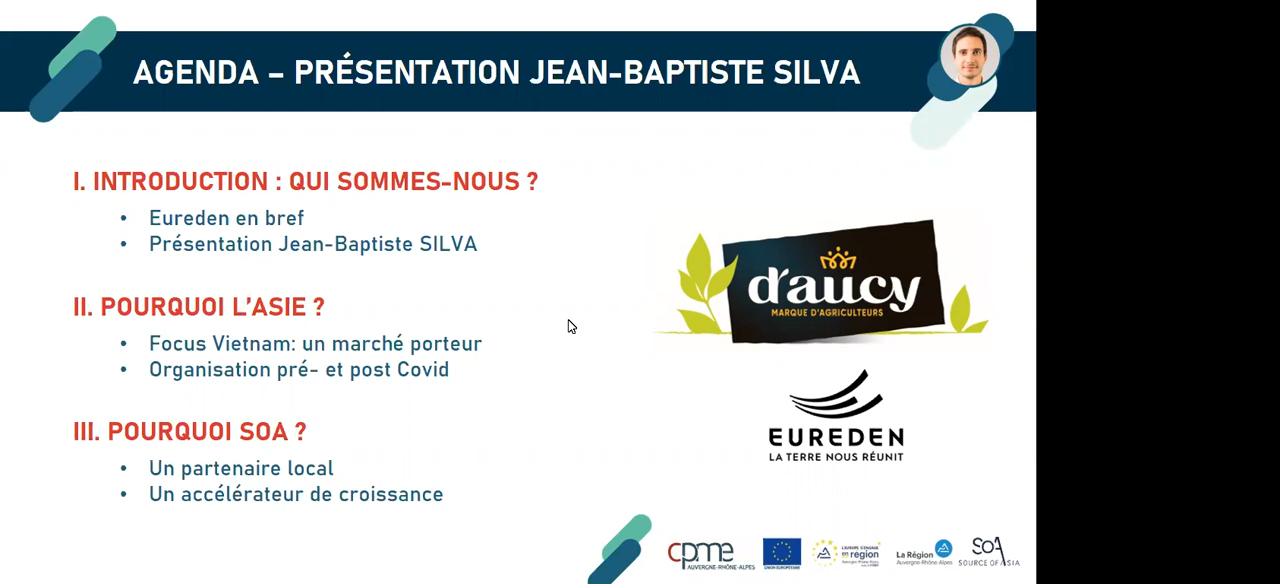 AGENDA – PRÉSENTATION JEAN-BAPTISTE SILVA
I. INTRODUCTION : QUI SOMMES-NOUS ?
• Eureden en bref
• Présentation Jean-Baptiste SILVA
II. POURQUOI L'ASIE ?
• Focus Vietnam: un marché porteur
• Organisation pré- et post Covid
III. POURQUOI SOA ?
• Un partenaire local
• Un accélérateur de croissance
d'aucy
MARQUE D'AGRICULTEURS
EUREDEN
LA TERRE NOUS RÉUNIT
cpme
AUVERGNE-RHÔNE-ALPES
UNION EUROPÉENNE
L'EUROPE S'ENGAGE
en région
Auvergne-Rhône-Alpes
La Région
Auvergne-Rhône-Alpes
SOA
SOURCE OF ASIA